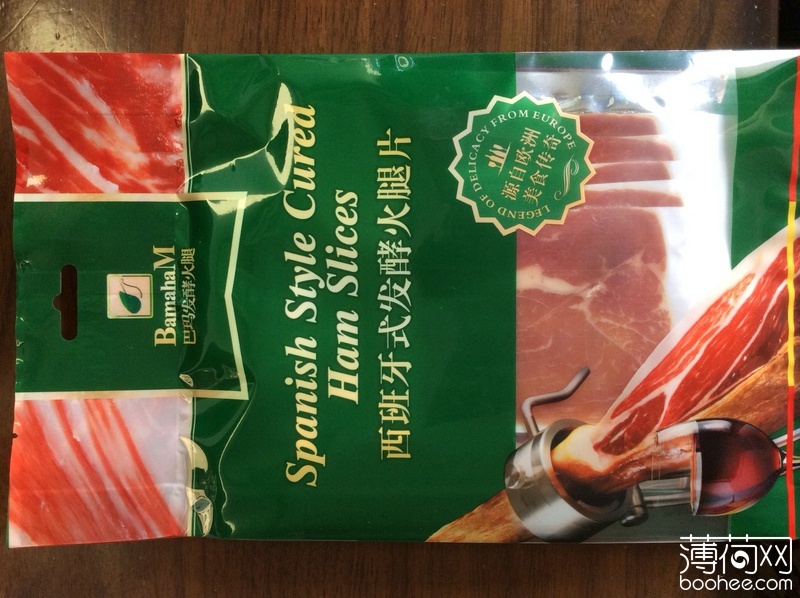 BamahaM
巴玛发酵火腿
Spanish Style Cured
Ham Slices
西班牙式发酵火腿片
LEGEND OF DELICACY FROM EUROPE
源自欧洲
美食传奇
薄荷网
boohee.com